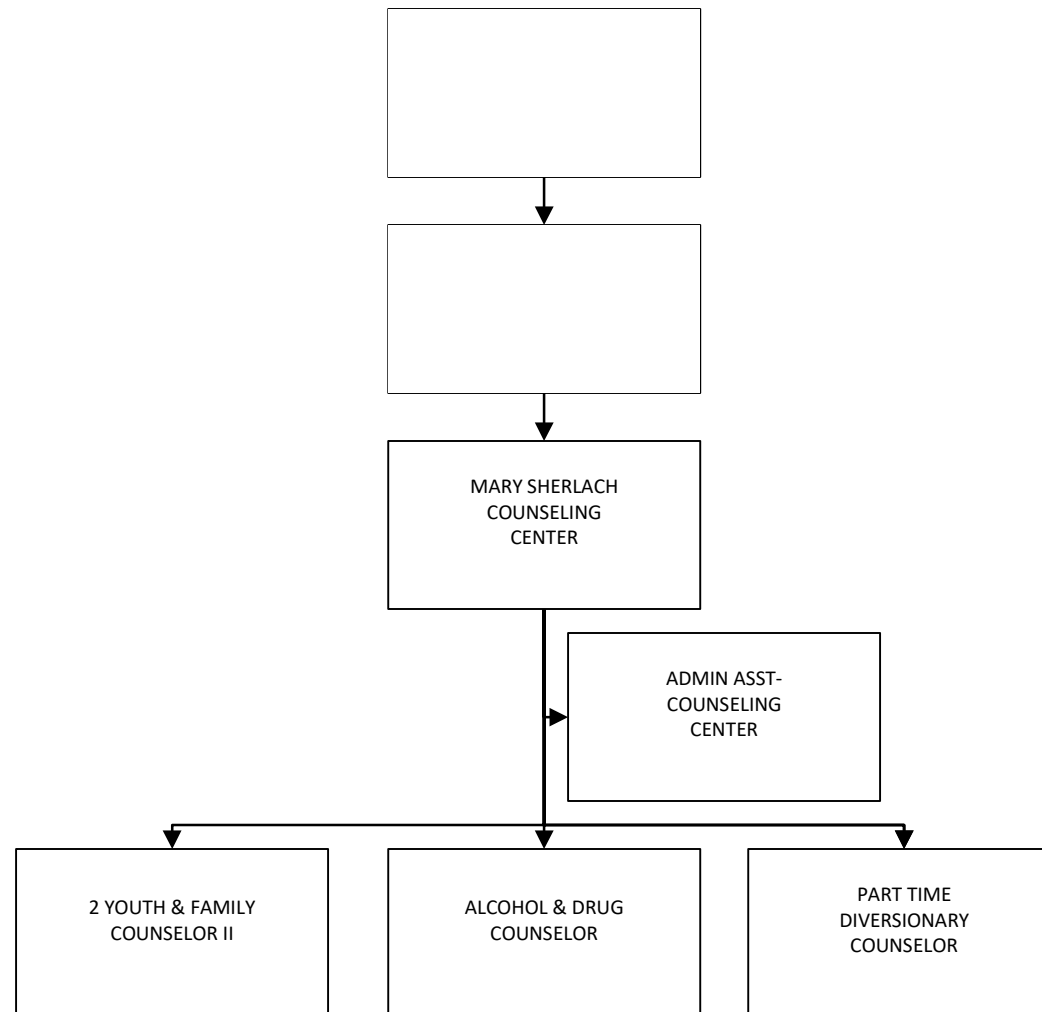 MARY SHERLACH
COUNSELING
CENTER
ADMIN ASST-
COUNSELING
CENTER
2 YOUTH & FAMILY
COUNSELOR II
ALCOHOL & DRUG
COUNSELOR
PART TIME
DIVERSIONARY
COUNSELOR